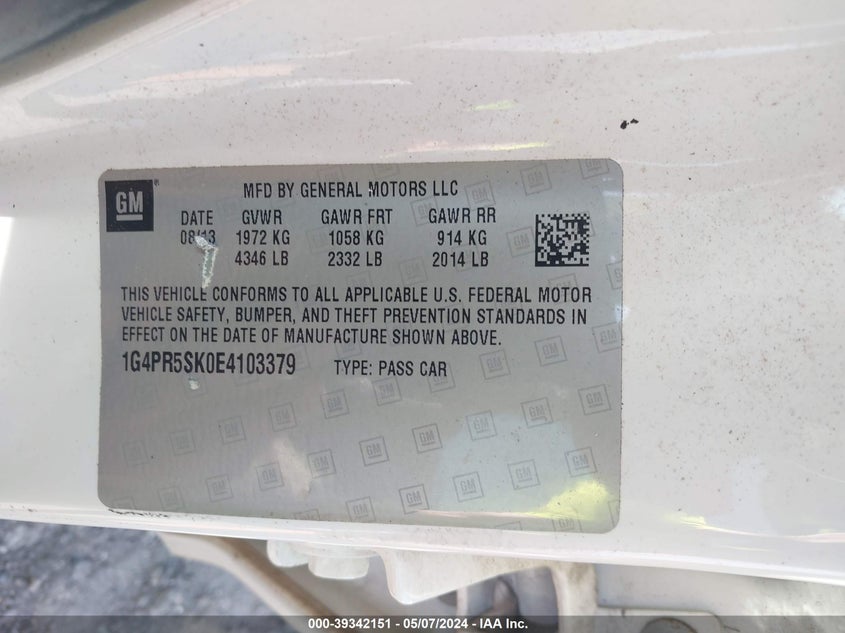 GM
MFD BY GENERAL MOTORS LLC
DATE GVWR GAWR FRT GAWR RR
08/13 1972 KG 1058 KG 914 KG
4346 LB 2332 LB 2014 LB
THIS VEHICLE CONFORMS TO ALL APPLICABLE U.S. FEDERAL MOTOR
VEHICLE SAFETY, BUMPER, AND THEFT PREVENTION STANDARDS IN
EFFECT ON THE DATE OF MANUFACTURE SHOWN ABOVE.
1G4PR5SK0E4103379 TYPE: PASS CAR
000-39342151 - 05/07/2024 - IAA Inc.